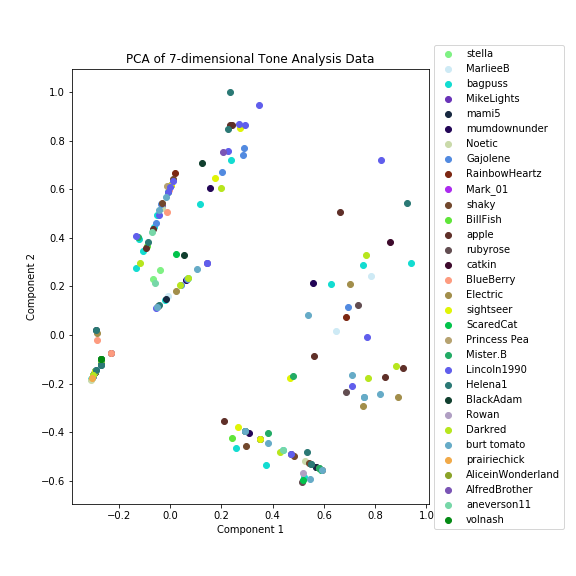 PCA of 7-dimensional Tone Analysis Data
Component 2
1.0
0.8
0.6
0.4
0.2
0.0
−0.2
−0.4
−0.6
−0.2
0.0
0.2
0.4
0.6
0.8
1.0
Component 1
stella
MarlieeB
bagpuss
MikeLights
mami5
mumdownunder
Noetic
Gajolene
RainbowHeartz
Mark_01
shaky
BillFish
apple
rubyrose
catkin
BlueBerry
Electric
sightseer
ScaredCat
Princess Pea
Mister.B
Lincoln1990
Helena1
BlackAdam
Rowan
Darkred
burt tomato
prairiechick
AliceinWonderland
AlfredBrother
aneverson11
volnash